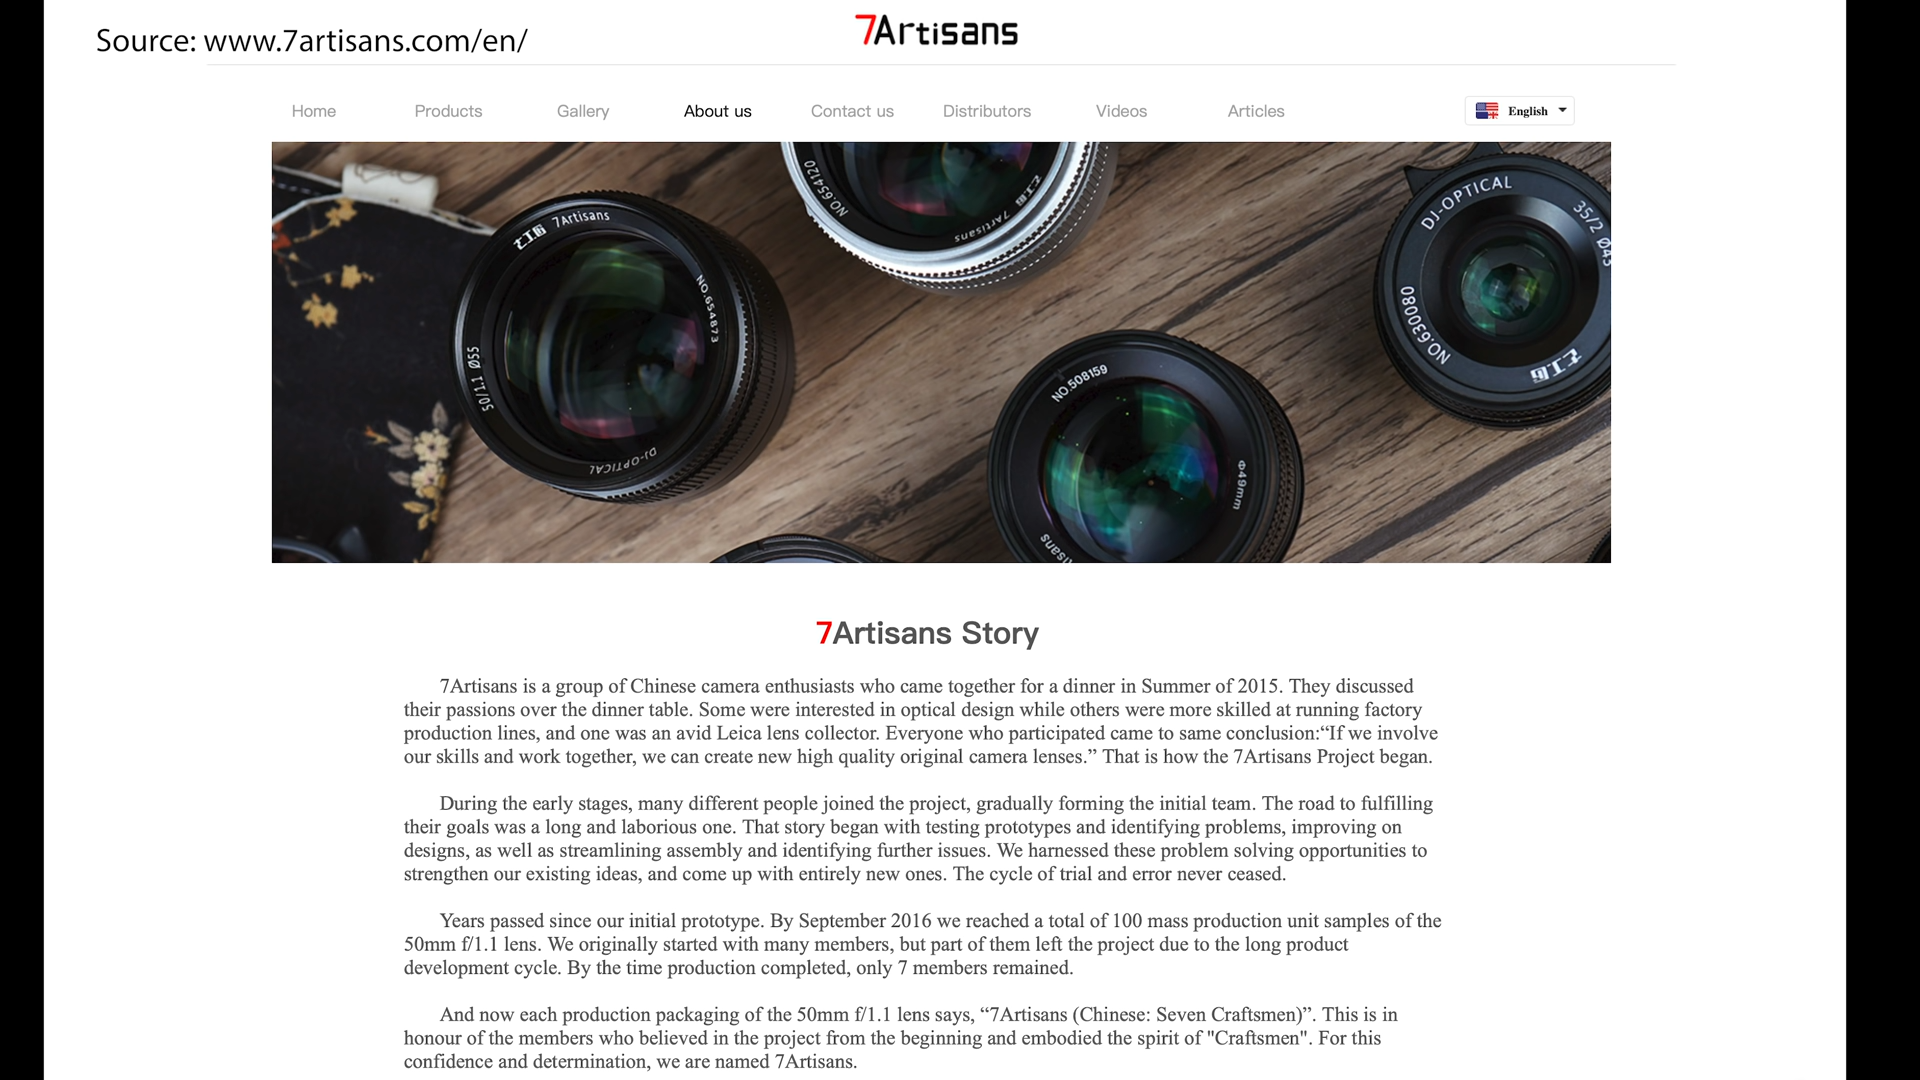 Source: www.7artisans.com/en/
7Artisans
Home Products Gallery About us Contact us Distributors Videos Articles English
七工匠 7Artisans
NO.654873
50/1.1 Ø55
DJ-OPTICAL
NO.654120
七工匠 7Artisans
NO.508159
Φ49mm
DJ-OPTICAL
35/2 Ø43
NO.630080
七工匠
7Artisans Story
7Artisans is a group of Chinese camera enthusiasts who came together for a dinner in Summer of 2015. They discussed
their passions over the dinner table. Some were interested in optical design while others were more skilled at running factory
production lines, and one was an avid Leica lens collector. Everyone who participated came to same conclusion:“If we involve
our skills and work together, we can create new high quality original camera lenses.” That is how the 7Artisans Project began.
During the early stages, many different people joined the project, gradually forming the initial team. The road to fulfilling
their goals was a long and laborious one. That story began with testing prototypes and identifying problems, improving on
designs, as well as streamlining assembly and identifying further issues. We harnessed these problem solving opportunities to
strengthen our existing ideas, and come up with entirely new ones. The cycle of trial and error never ceased.
Years passed since our initial prototype. By September 2016 we reached a total of 100 mass production unit samples of the
50mm f/1.1 lens. We originally started with many members, but part of them left the project due to the long product
development cycle. By the time production completed, only 7 members remained.
And now each production packaging of the 50mm f/1.1 lens says, “7Artisans (Chinese: Seven Craftsmen)”. This is in
honour of the members who believed in the project from the beginning and embodied the spirit of "Craftsmen". For this
confidence and determination, we are named 7Artisans.